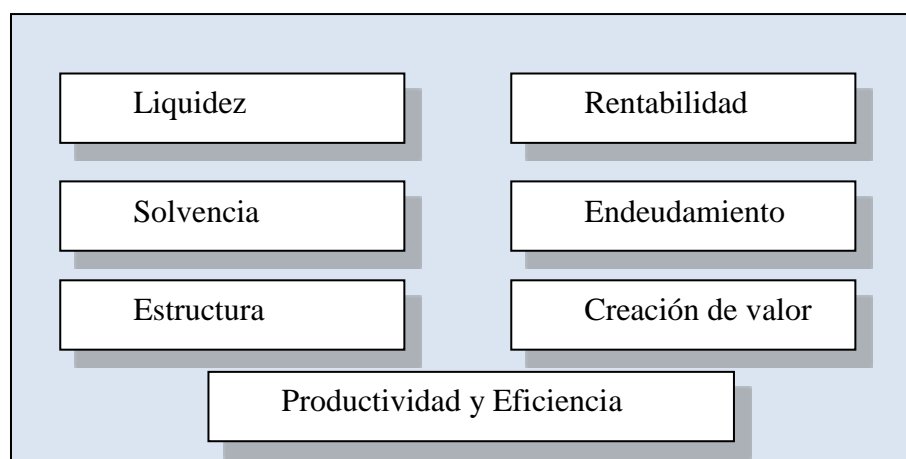 Liquidez
Rentabilidad
Solvencia
Endeudamiento
Estructura
Creación de valor
Productividad y Eficiencia